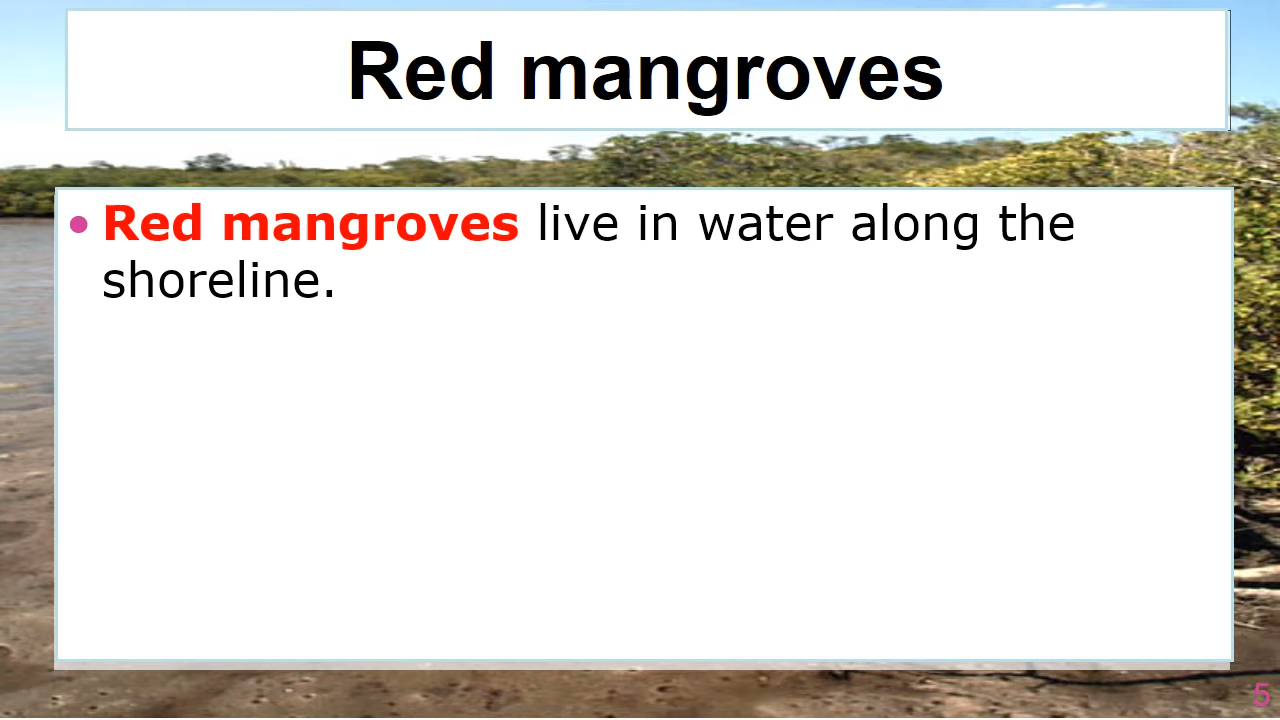 Red mangroves
• Red mangroves live in water along the
shoreline.
5